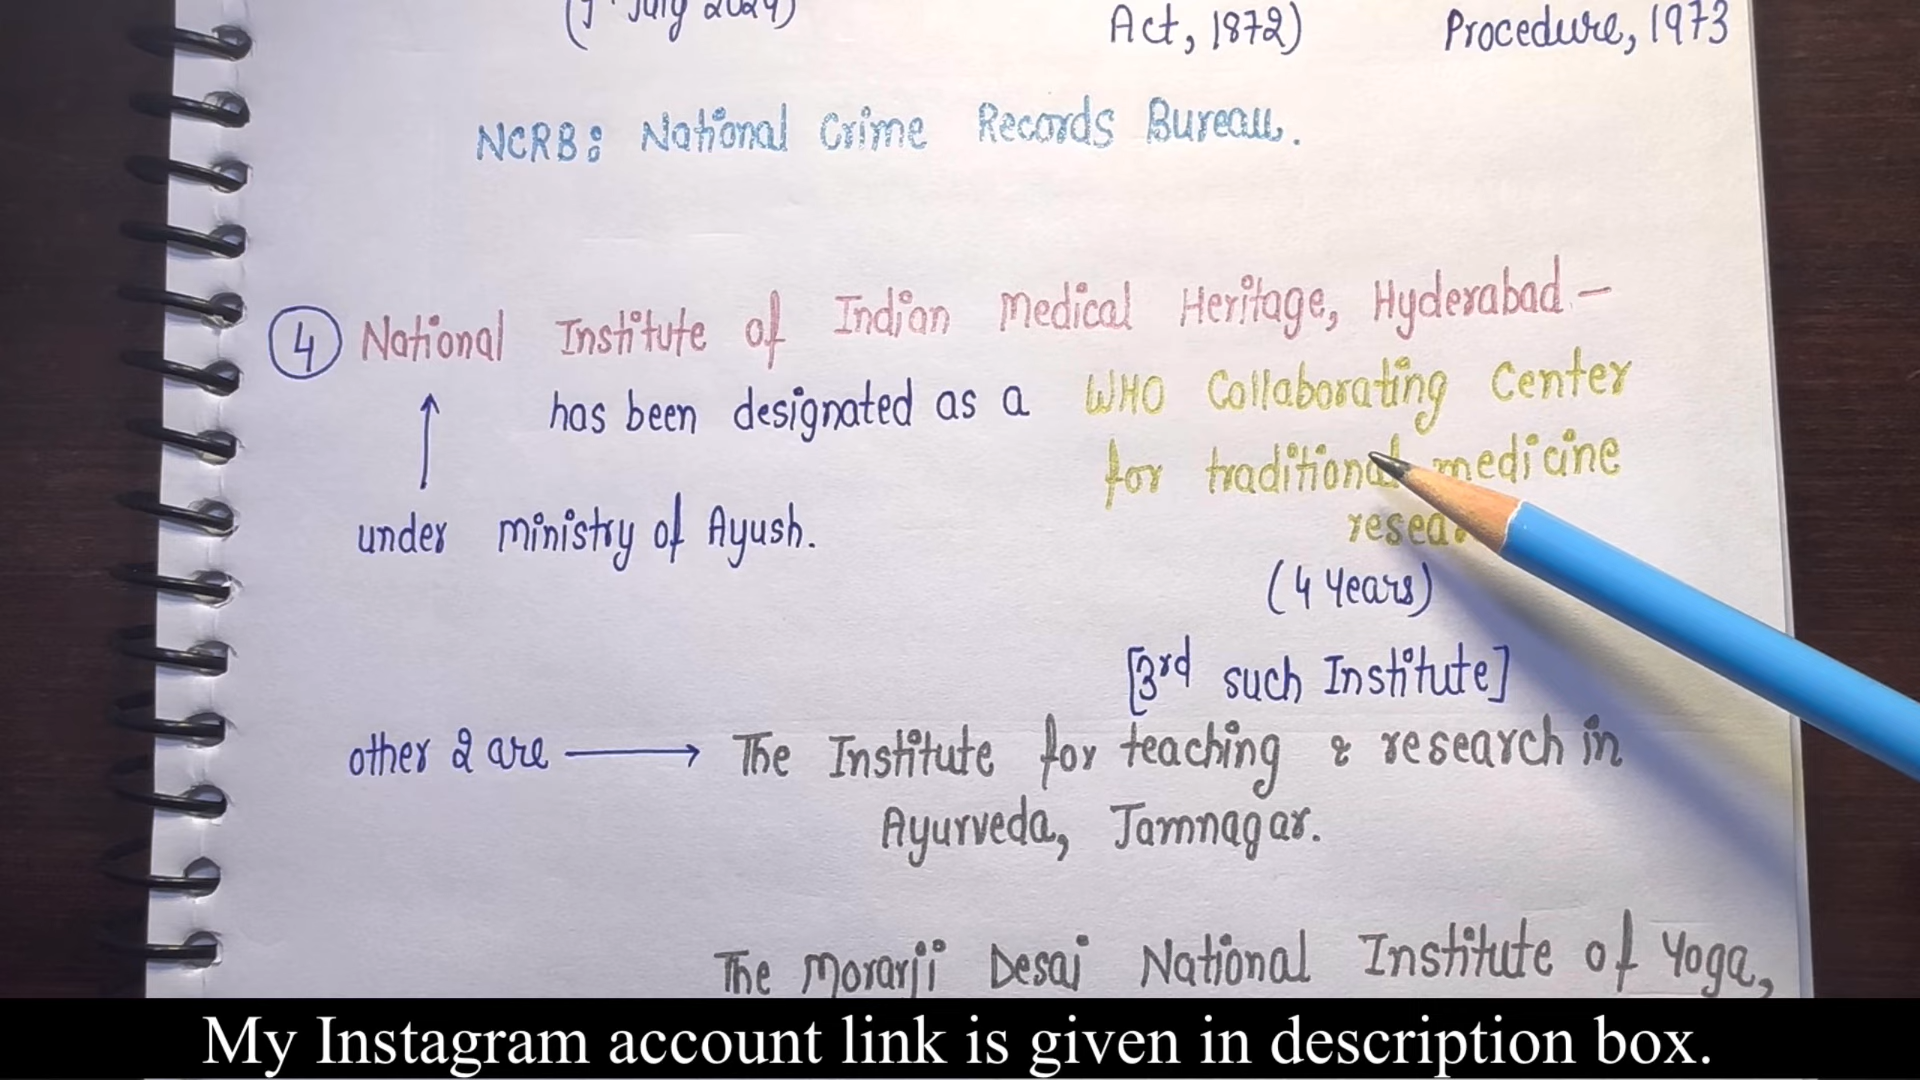 (1 July 2024) Act, 1872) Procedure, 1973
NCRB: National Crime Records Bureau.
4 National Institute of Indian Medical Heritage, Hyderabad –
has been designated as a WHO Collaborating Center
for traditional medicine
under ministry of Ayush.
(4 Years)
[3rd such Institute]
other 2 are → The Institute for teaching & research in
Ayurveda, Jamnagar.
The Morarji Desai National Institute of Yoga,
My Instagram account link is given in description box.